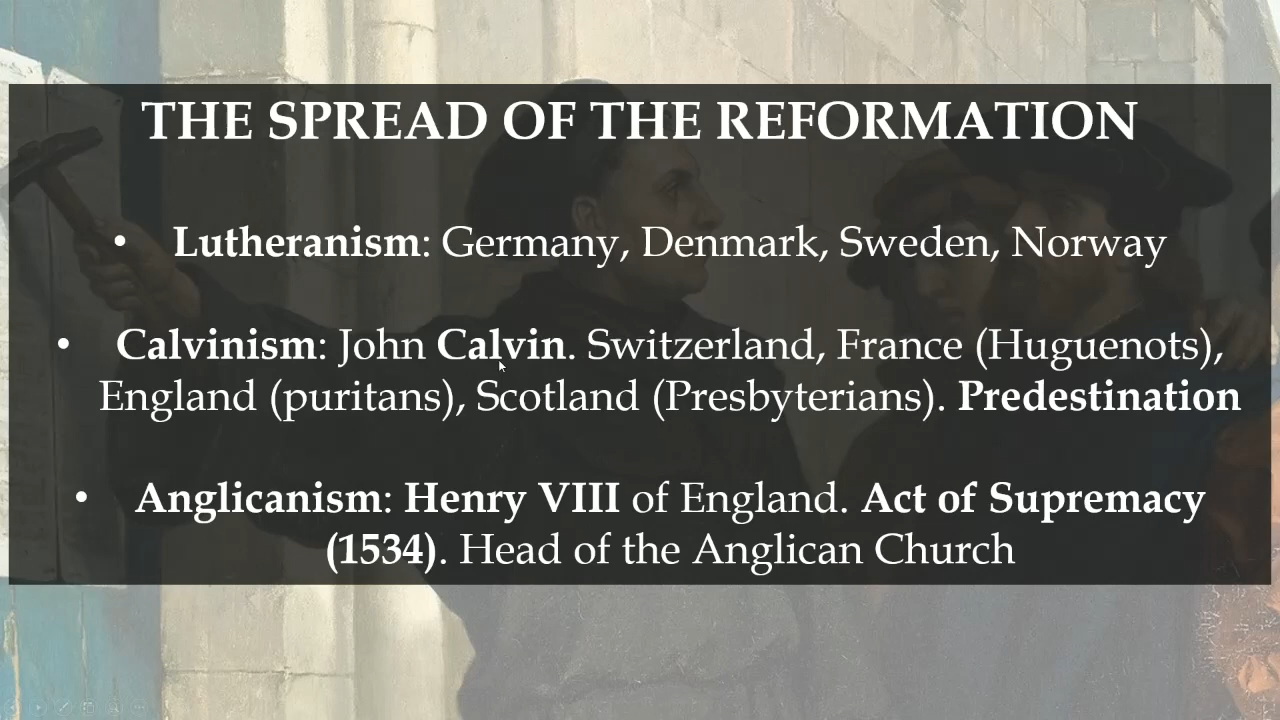 THE SPREAD OF THE REFORMATION
• Lutheranism: Germany, Denmark, Sweden, Norway
• Calvinism: John Calvin. Switzerland, France (Huguenots),
England (puritans), Scotland (Presbyterians). Predestination
• Anglicanism: Henry VIII of England. Act of Supremacy
(1534). Head of the Anglican Church